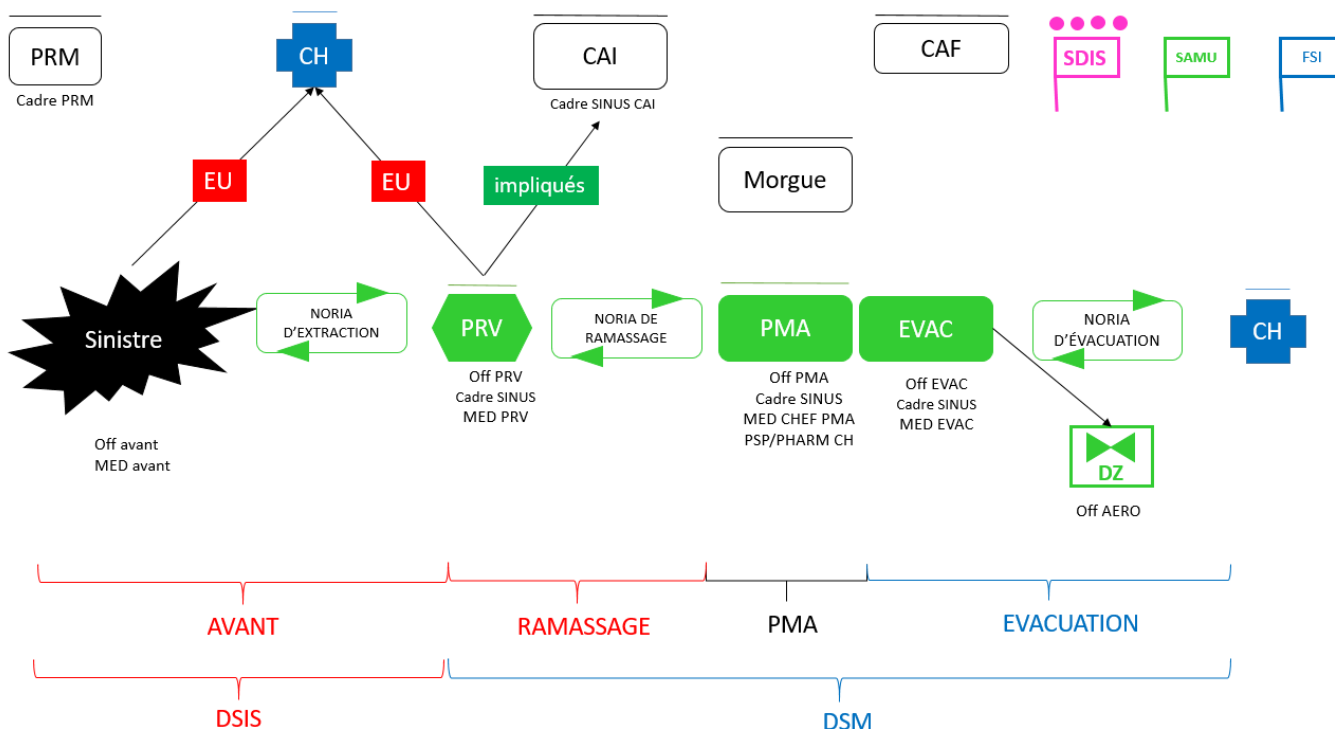 PRM
Cadre PRM
CH
CAI
Cadre SINUS CAI
CAF
SDIS
SAMU
FSI
EU
EU
impliqués
Morgue
Sinistre
NORIA
D'EXTRACTION
PRV
NORIA DE
RAMASSAGE
PMA
EVAC
NORIA
D'ÉVACUATION
CH
Off avant
MED avant
Off PRV
Cadre SINUS
MED PRV
Off PMA
Cadre SINUS
MED CHEF PMA
PSP/PHARM CH
Off EVAC
Cadre SINUS
MED EVAC
DZ
Off AERO
AVANT
RAMASSAGE
PMA
EVACUATION
DSIS
DSM